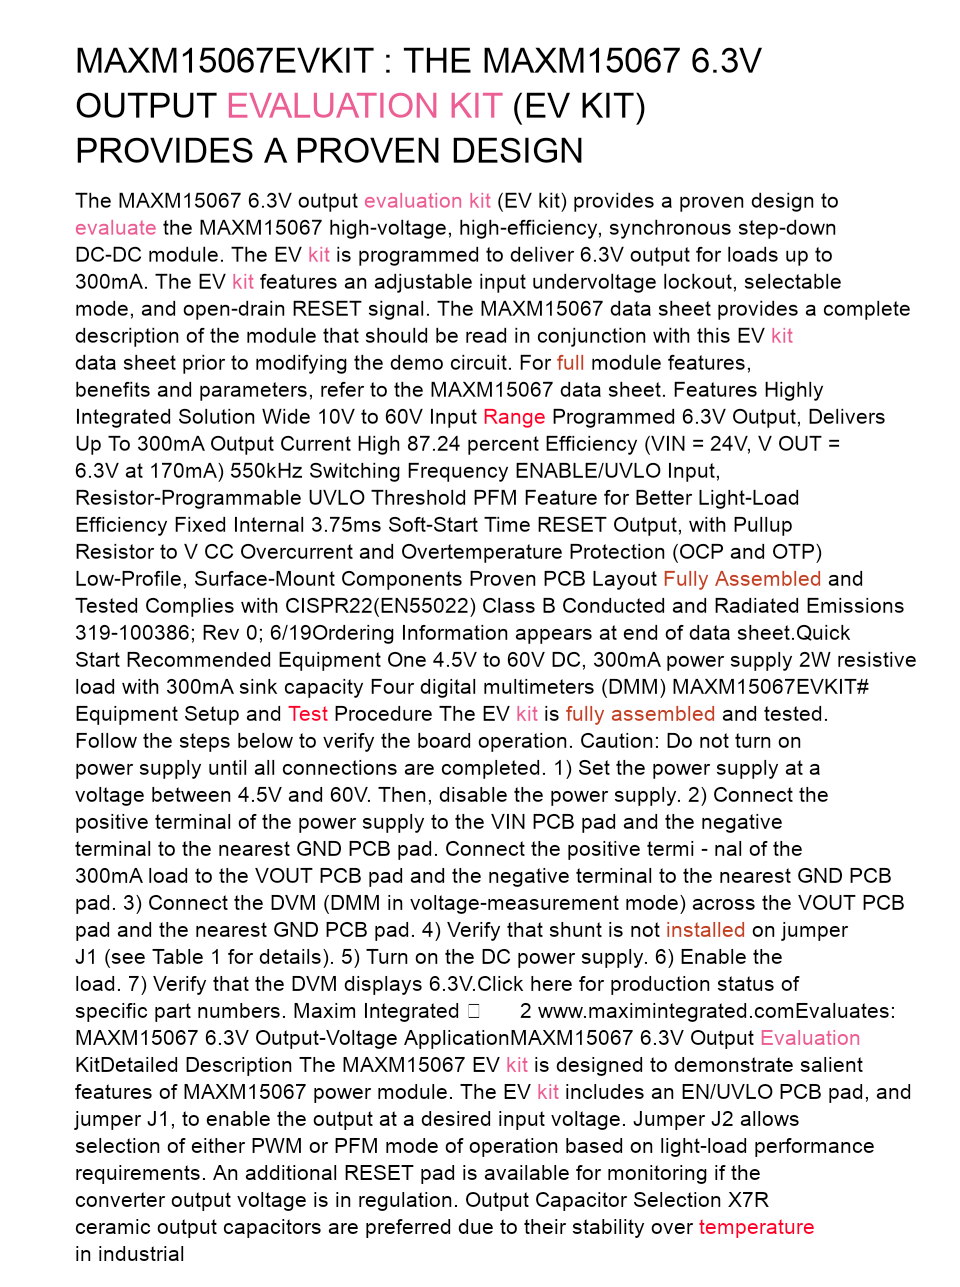 MAXM15067EVKIT : THE MAXM15067 6.3V
OUTPUT EVALUATION KIT (EV KIT)
PROVIDES A PROVEN DESIGN
The MAXM15067 6.3V output evaluation kit (EV kit) provides a proven design to
evaluate the MAXM15067 high-voltage, high-efficiency, synchronous step-down
DC-DC module. The EV kit is programmed to deliver 6.3V output for loads up to
300mA. The EV kit features an adjustable input undervoltage lockout, selectable
mode, and open-drain RESET signal. The MAXM15067 data sheet provides a complete
description of the module that should be read in conjunction with this EV kit
data sheet prior to modifying the demo circuit. For full module features,
benefits and parameters, refer to the MAXM15067 data sheet. Features Highly
Integrated Solution Wide 10V to 60V Input Range Programmed 6.3V Output, Delivers
Up To 300mA Output Current High 87.24 percent Efficiency (VIN = 24V, V OUT =
6.3V at 170mA) 550kHz Switching Frequency ENABLE/UVLO Input,
Resistor-Programmable UVLO Threshold PFM Feature for Better Light-Load
Efficiency Fixed Internal 3.75ms Soft-Start Time RESET Output, with Pullup
Resistor to V CC Overcurrent and Overtemperature Protection (OCP and OTP)
Low-Profile, Surface-Mount Components Proven PCB Layout Fully Assembled and
Tested Complies with CISPR22(EN55022) Class B Conducted and Radiated Emissions
319-100386; Rev 0; 6/19Ordering Information appears at end of data sheet.Quick
Start Recommended Equipment One 4.5V to 60V DC, 300mA power supply 2W resistive
load with 300mA sink capacity Four digital multimeters (DMM) MAXM15067EVKIT#
Equipment Setup and Test Procedure The EV kit is fully assembled and tested.
Follow the steps below to verify the board operation. Caution: Do not turn on
power supply until all connections are completed. 1) Set the power supply at a
voltage between 4.5V and 60V. Then, disable the power supply. 2) Connect the
positive terminal of the power supply to the VIN PCB pad and the negative
terminal to the nearest GND PCB pad. Connect the positive termi - nal of the
300mA load to the VOUT PCB pad and the negative terminal to the nearest GND PCB
pad. 3) Connect the DVM (DMM in voltage-measurement mode) across the VOUT PCB
pad and the nearest GND PCB pad. 4) Verify that shunt is not installed on jumper
J1 (see Table 1 for details). 5) Turn on the DC power supply. 6) Enable the
load. 7) Verify that the DVM displays 6.3V.Click here for production status of
specific part numbers. Maxim Integrated 2 www.maximintegrated.comEvaluates:
MAXM15067 6.3V Output-Voltage ApplicationMAXM15067 6.3V Output Evaluation
KitDetailed Description The MAXM15067 EV kit is designed to demonstrate salient
features of MAXM15067 power module. The EV kit includes an EN/UVLO PCB pad, and
jumper J1, to enable the output at a desired input voltage. Jumper J2 allows
selection of either PWM or PFM mode of operation based on light-load performance
requirements. An additional RESET pad is available for monitoring if the
converter output voltage is in regulation. Output Capacitor Selection X7R
ceramic output capacitors are preferred due to their stability over temperature
in industrial